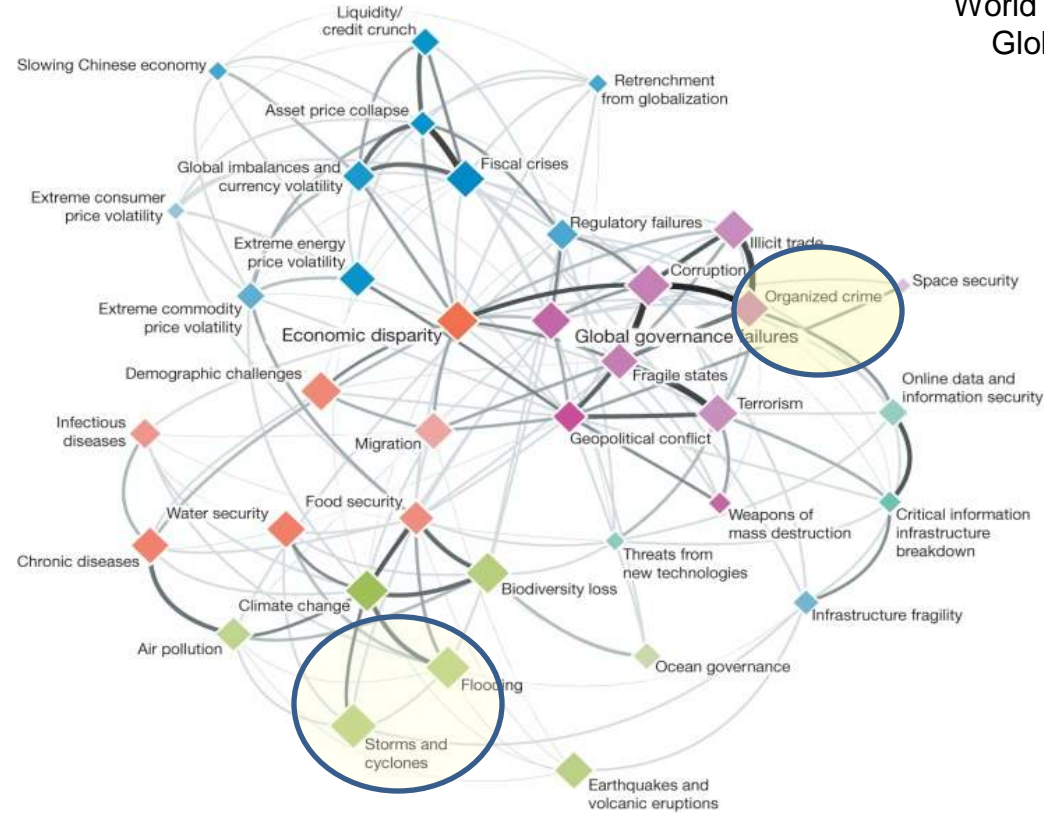 World
Glob
Liquidity/
credit crunch
Slowing Chinese economy
Retrenchment
from globalization
Asset price collapse
Global imbalances and
currency volatility
Fiscal crises
Extreme consumer
price volatility
Regulatory failures
Illicit trade
Extreme energy
price volatility
Corruption
Space security
Organized crime
Extreme commodity
price volatility
Economic disparity
Global governance failures
Demographic challenges
Fragile states
Online data and
information security
Terrorism
Infectious
diseases
Migration
Geopolitical conflict
Water security
Food security
Weapons of
mass destruction
Critical information
infrastructure
breakdown
Chronic diseases
Threats from
new technologies
Biodiversity loss
Climate change
Infrastructure fragility
Air pollution
Ocean governance
Flooding
Storms and
cyclones
Earthquakes and
volcanic eruptions